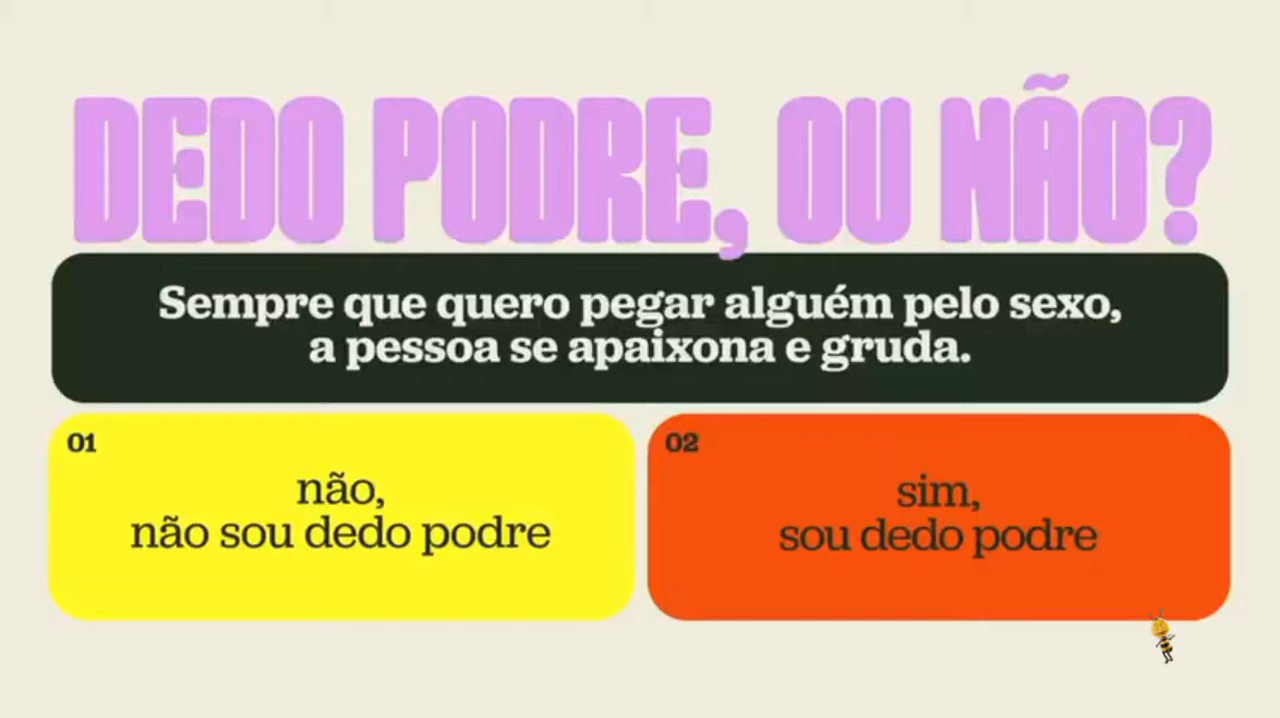 DEDO PODRE, OU NÃO?
Sempre que quero pegar alguém pelo sexo,
a pessoa se apaixona e gruda.
01
não,
não sou dedo podre
02
sim,
sou dedo podre